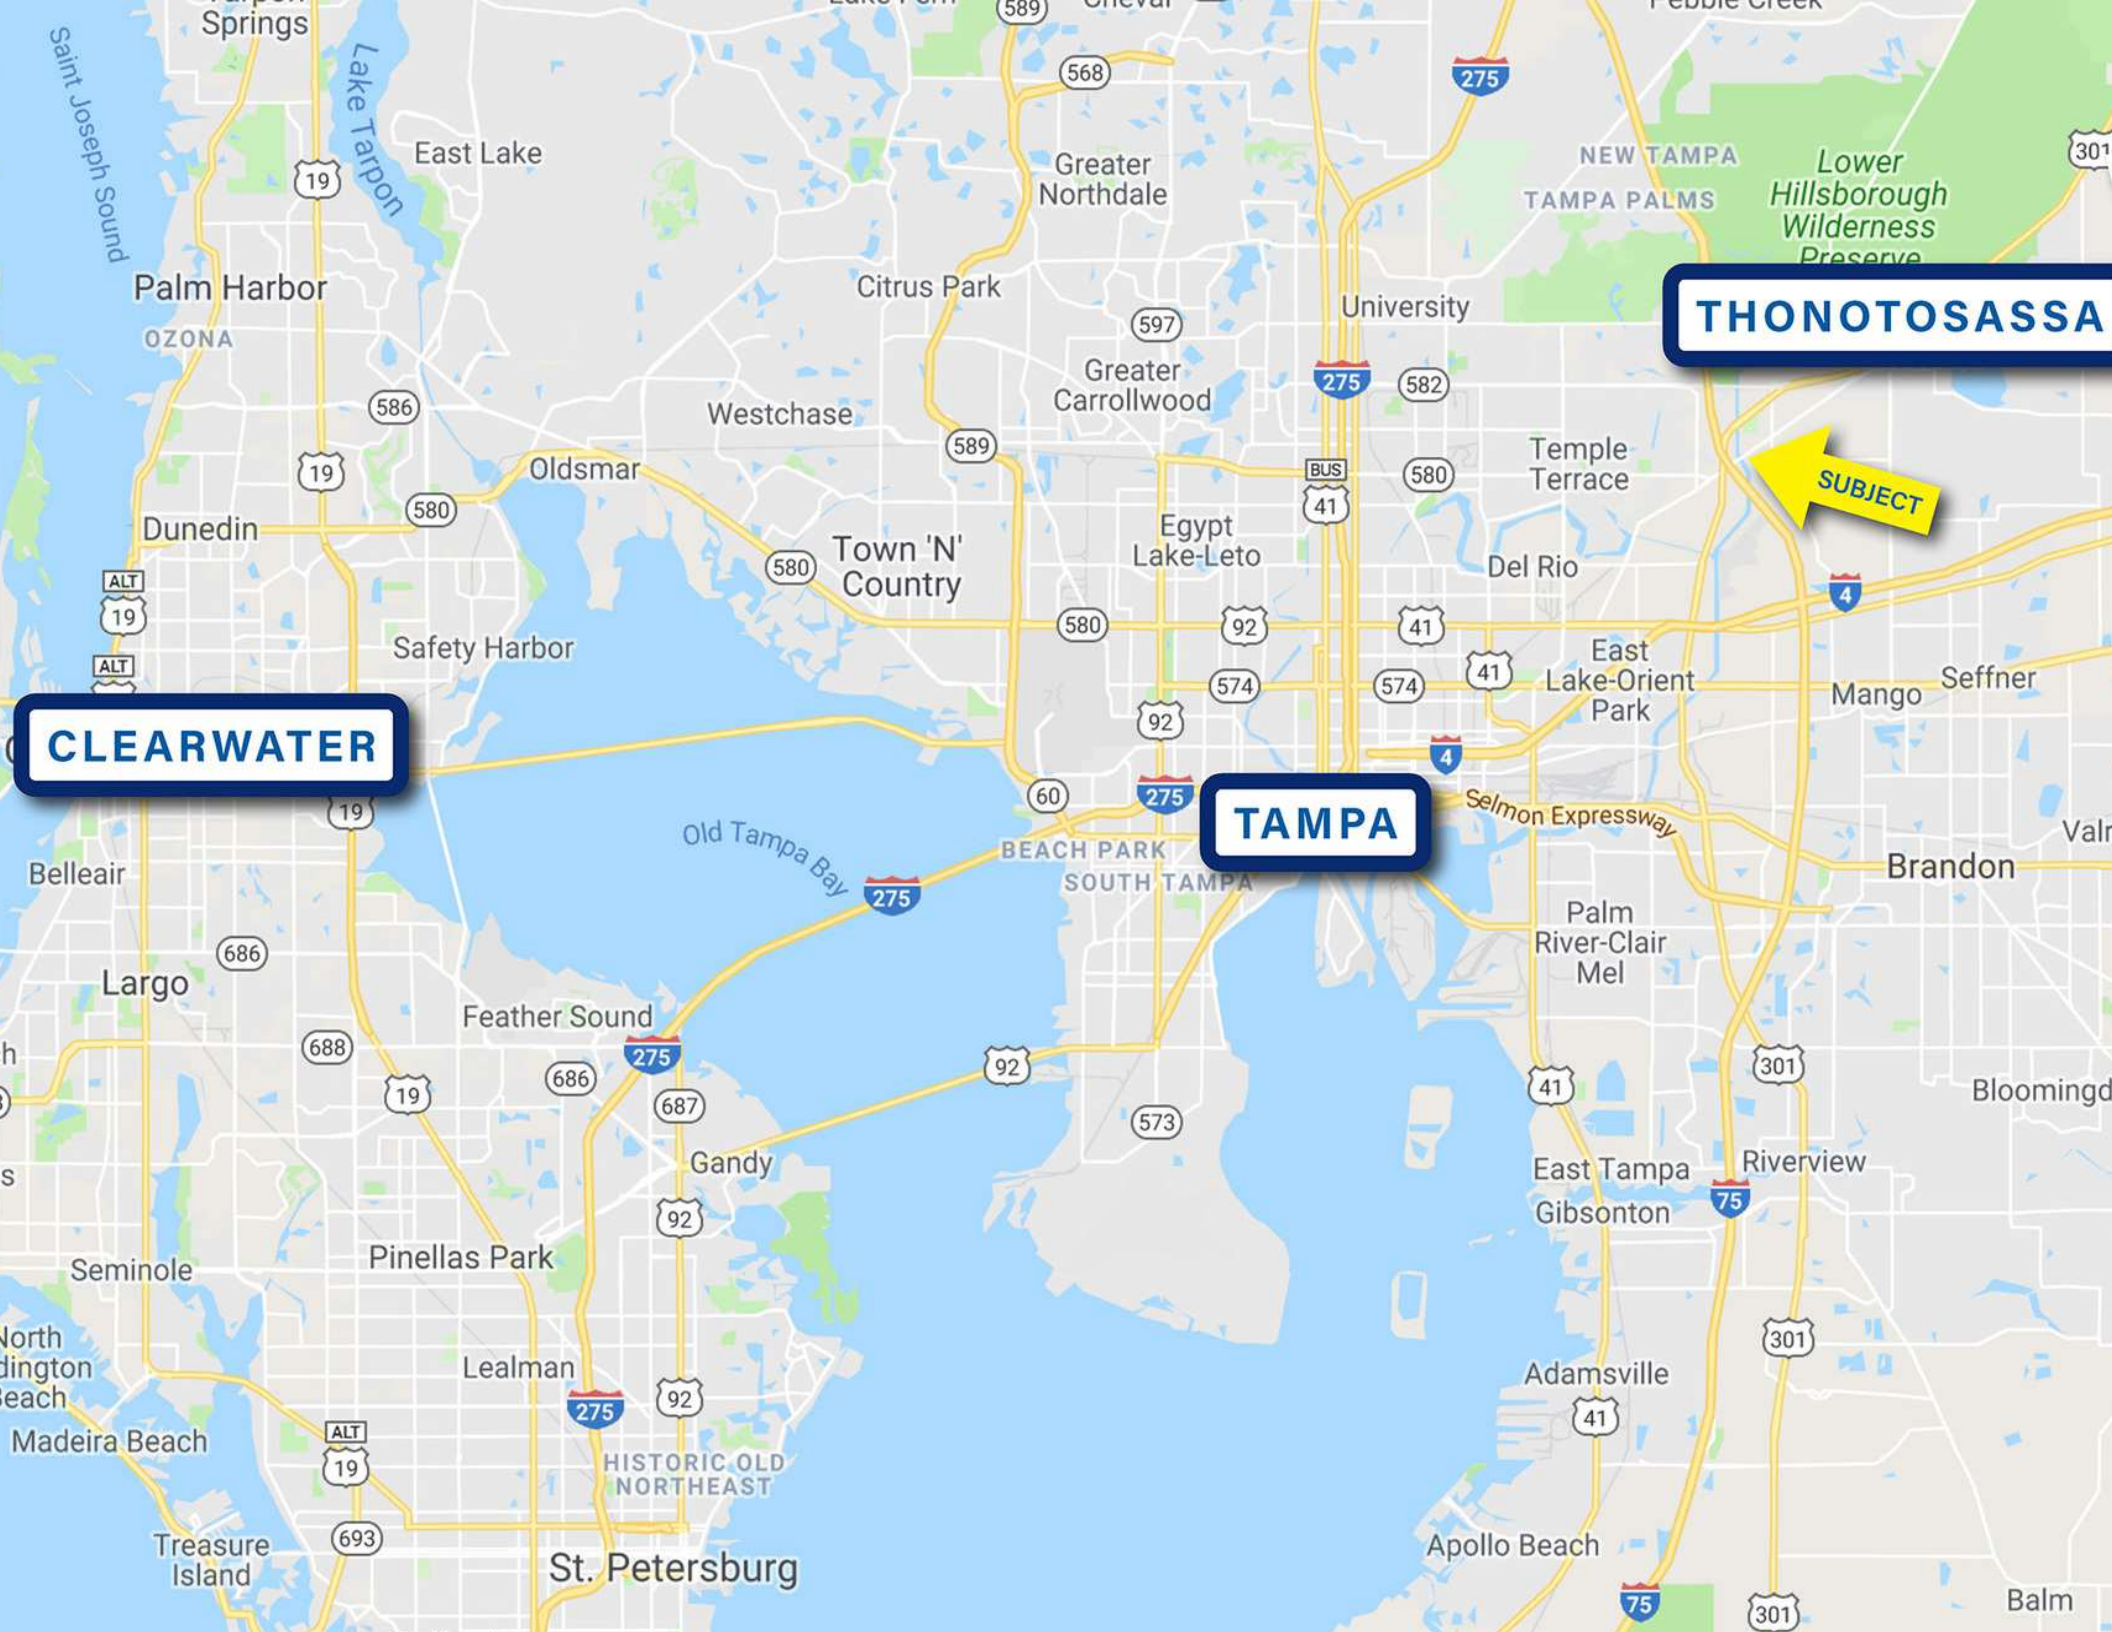 Springs
589
568
275
Saint Joseph Sound
Lake Tarpon
East Lake
19
Greater
Northdale
NEW TAMPA
TAMPA PALMS
Lower
Hillsborough
Wilderness
Preserve
301
Palm Harbor
OZONA
Citrus Park
597
University
THONOTOSASSA
586
Westchase
Greater
Carrollwood
275
582
19
Oldsmar
589
BUS
41
580
Temple
Terrace
SUBJECT
580
Dunedin
Town 'N'
Country
580
Egypt
Lake-Leto
Del Rio
4
ALT
19
Safety Harbor
580
92
41
East
Lake-Orient
Park
ALT
574
574
41
Mango
Seffner
92
CLEARWATER
4
19
60
275
TAMPA
Selmon Expressway
Old Tampa Bay
BEACH PARK
SOUTH TAMPA
275
Belleair
Brandon
686
Largo
Palm
River-Clair
Mel
Feather Sound
688
275
686
19
687
92
573
41
301
Gandy
East Tampa
Riverview
75
92
Gibsonton
Pinellas Park
Seminole
301
Lealman
Adamsville
275
92
41
Madeira Beach
ALT
19
HISTORIC OLD
NORTHEAST
693
Treasure
Island
St. Petersburg
Apollo Beach
75
301
Balm